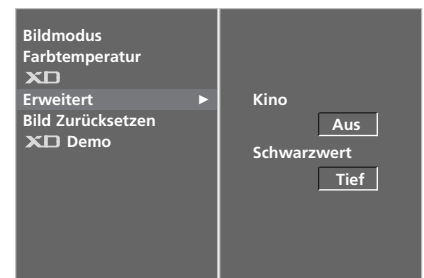 Bildmodus
Farbtemperatur
XD
Erweitert ►
Bild Zurücksetzen
XD Demo
Kino
Aus
Schwarzwert
Tief